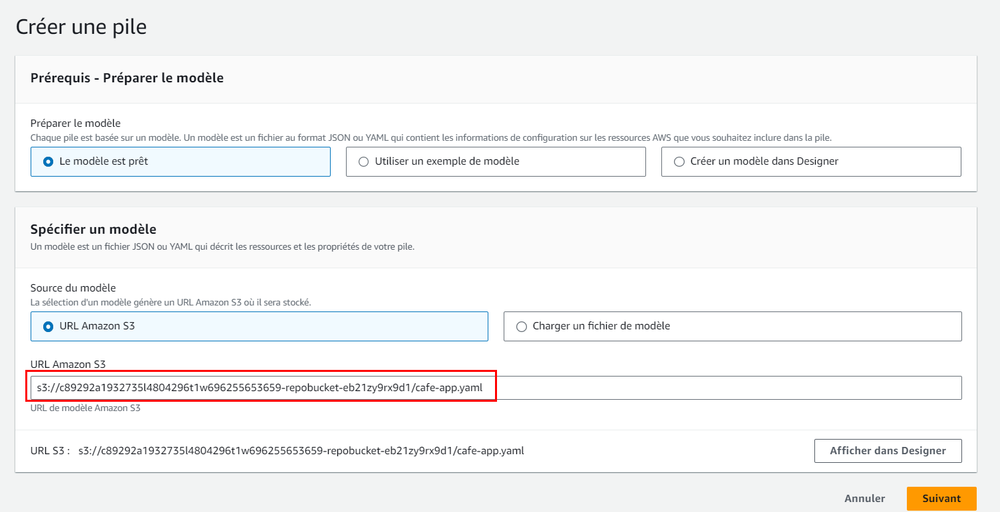 Créer une pile
Prérequis - Préparer le modèle
Préparer le modèle
Chaque pile est basée sur un modèle. Un modèle est un fichier au format JSON ou YAML qui contient les informations de configuration sur les ressources AWS que vous souhaitez inclure dans la pile.
Le modèle est prêt
Utiliser un exemple de modèle
Créer un modèle dans Designer
Spécifier un modèle
Un modèle est un fichier JSON ou YAML qui décrit les ressources et les propriétés de votre pile.
Source du modèle
La sélection d'un modèle génère un URL Amazon S3 où il sera stocké.
URL Amazon S3
Charger un fichier de modèle
URL Amazon S3
s3://c89292a1932735l4804296t1w696255653659-repobucket-eb21zy9rx9d1/cafe-app.yaml
URL de modèle Amazon S3
URL S3 : s3://c89292a1932735l4804296t1w696255653659-repobucket-eb21zy9rx9d1/cafe-app.yaml
Afficher dans Designer
Annuler
Suivant